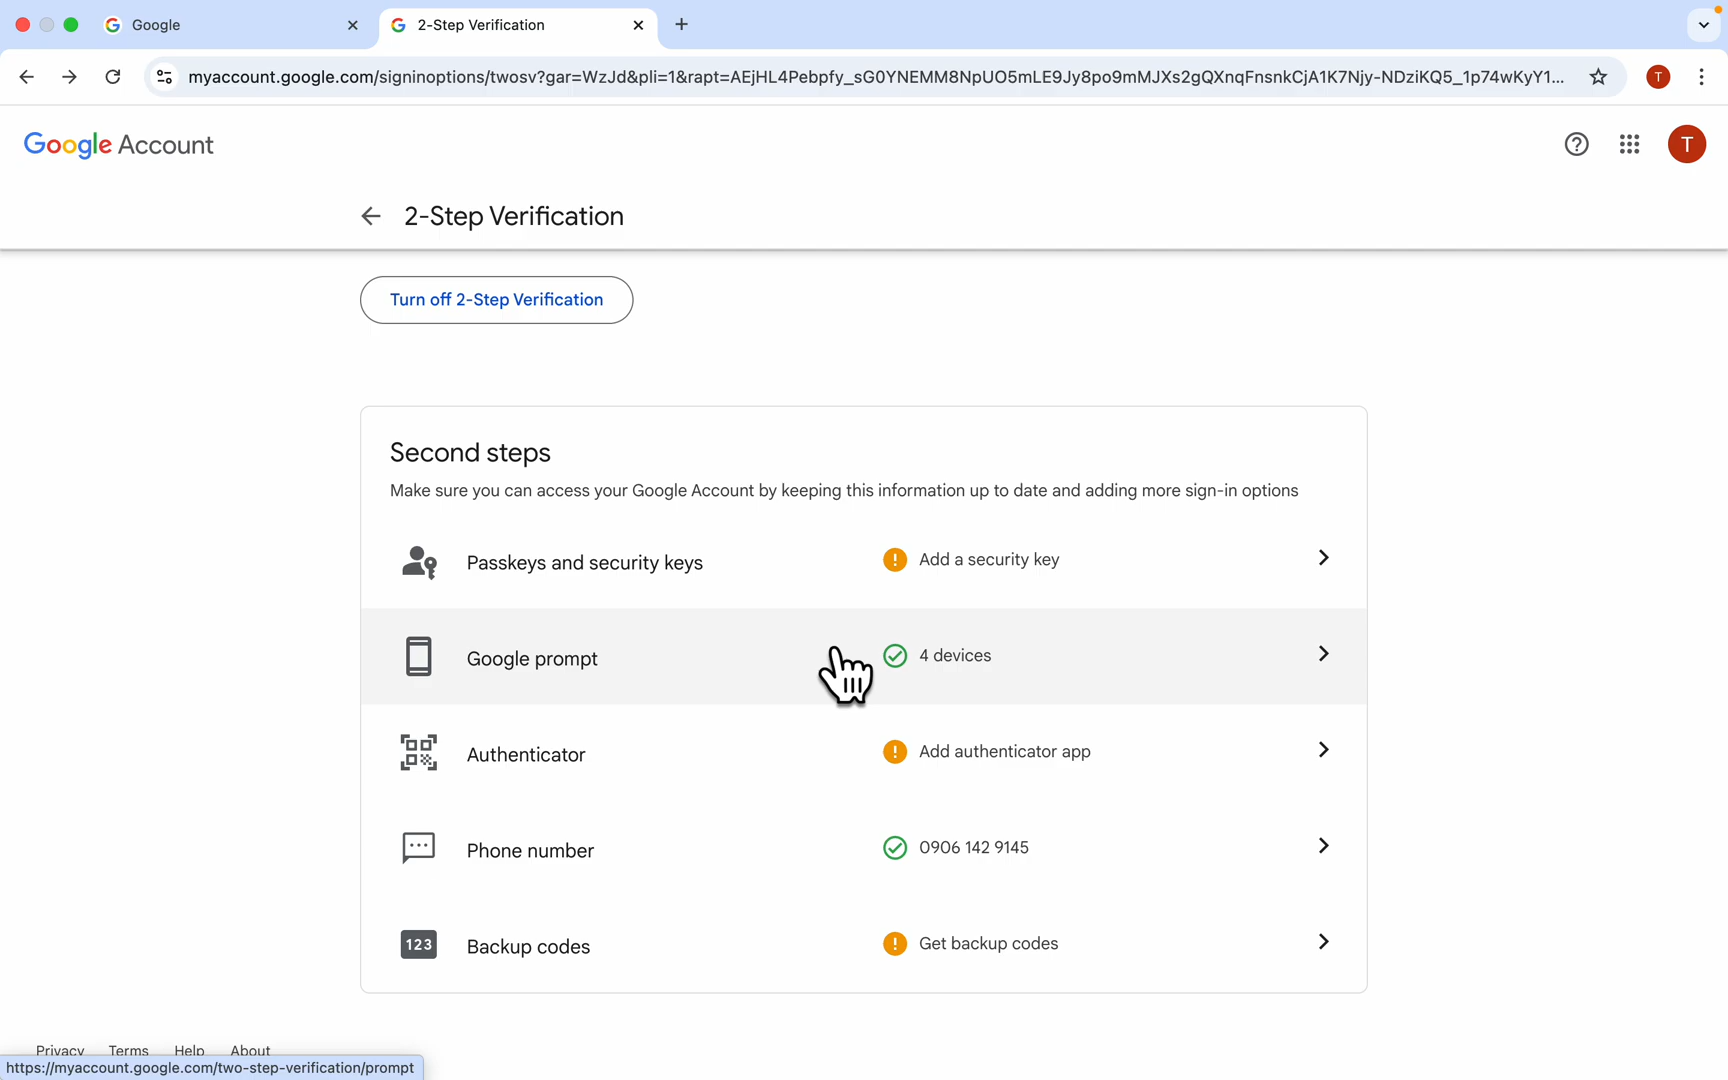 Google
2-Step Verification
myaccount.google.com/signinoptions/twosv?gar=WzJd&pli=1&rapt=AEjHL4Pebpfy_sG0YNEMM8NpUO5mLE9Jy8po9mMJXs2gQXnqFnsnkCjA1K7Njy-NDziKQ5_1p74wKyY1...
T
Google Account
T
2-Step Verification
Turn off 2-Step Verification
Second steps
Make sure you can access your Google Account by keeping this information up to date and adding more sign-in options
Passkeys and security keys
Add a security key
Google prompt
4 devices
Authenticator
Add authenticator app
Phone number
0906 142 9145
123
Backup codes
Get backup codes
Privacy Terms Help About
https://myaccount.google.com/two-step-verification/prompt